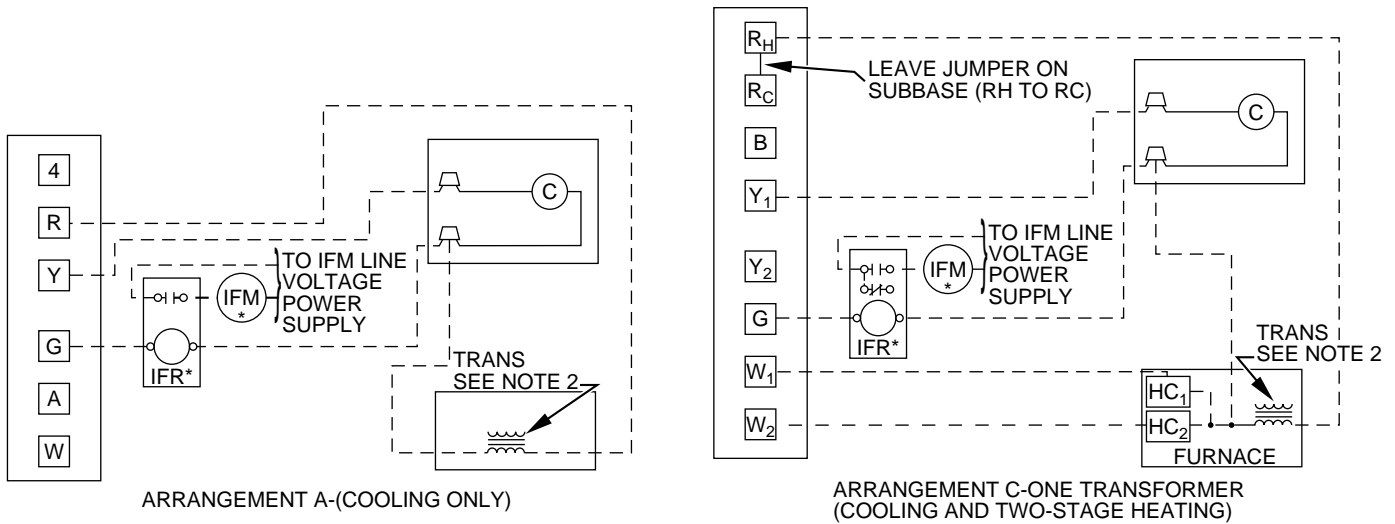 4
R
Y
G
A
W
C
TO IFM LINE
VOLTAGE
POWER
SUPPLY
IFM
*
IFR*
TRANS
SEE NOTE 2
ARRANGEMENT A-(COOLING ONLY)
RH
RC
B
Y1
Y2
G
W1
W2
LEAVE JUMPER ON
SUBBASE (RH TO RC)
C
TO IFM LINE
VOLTAGE
POWER
SUPPLY
IFM
*
IFR*
TRANS
SEE NOTE 2
HC1
HC2
FURNACE
ARRANGEMENT C-ONE TRANSFORMER
(COOLING AND TWO-STAGE HEATING)